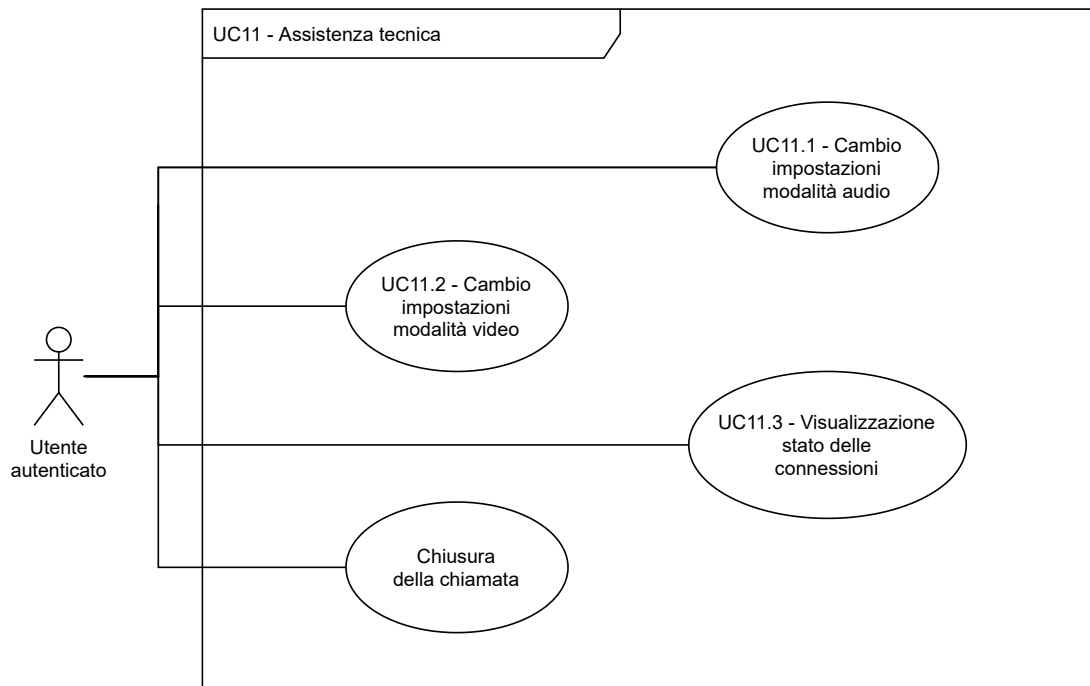 UC11 - Assistenza tecnica
UC11.1 - Cambio
impostazioni
modalità audio
UC11.2 - Cambio
impostazioni
modalità video
UC11.3 - Visualizzazione
stato delle
connessioni
Utente
autenticato
Chiusura
della chiamata